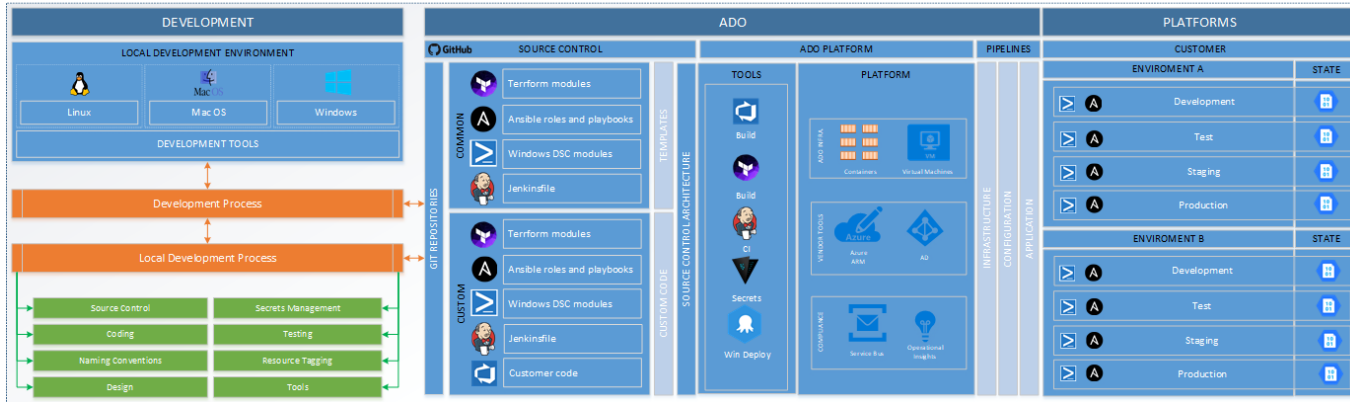 DEVELOPMENT
LOCAL DEVELOPMENT ENVIRONMENT
MacOS
Linux
Mac OS
Windows
DEVELOPMENT TOOLS
Development Process
Local Development Process
Source Control
Secrets Management
Coding
Testing
Naming Conventions
Resource Tagging
Design
Tools
ADO
GitHub
SOURCE CONTROL
ADO PLATFORM
PIPELINES
GIT REPOSITORIES
COMMON
Terrform modules
Ansible roles and playbooks
Windows DSC modules
Jenkinsfile
TEMPLATES
CUSTOM
Terrform modules
Ansible roles and playbooks
Windows DSC modules
Jenkinsfile
Customer code
CUSTOM CODE
SOURCE CONTROL ARCHITECTURE
TOOLS
Build
Build
CI
Secrets
Win Deploy
PLATFORM
ADO INFRA
Containers
VM
Virtual Machines
VENDOR TOOLS
Azure
Azure
ARM
AD
COMPLIANCE
Service Bus
Operational
Insights
INFRASTRUCTURE
CONFIGURATION
APPLICATION
PLATFORMS
CUSTOMER
ENVIROMENT A
STATE
Development
Test
Staging
Production
ENVIROMENT B
STATE
Development
Test
Staging
Production